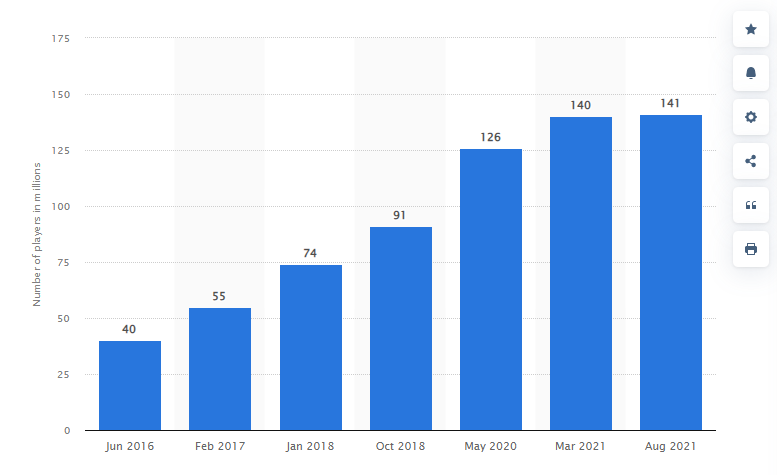 175
150
125
100
75
50
25
0
Number of players in millions
40
55
74
91
126
140
141
Jun 2016
Feb 2017
Jan 2018
Oct 2018
May 2020
Mar 2021
Aug 2021